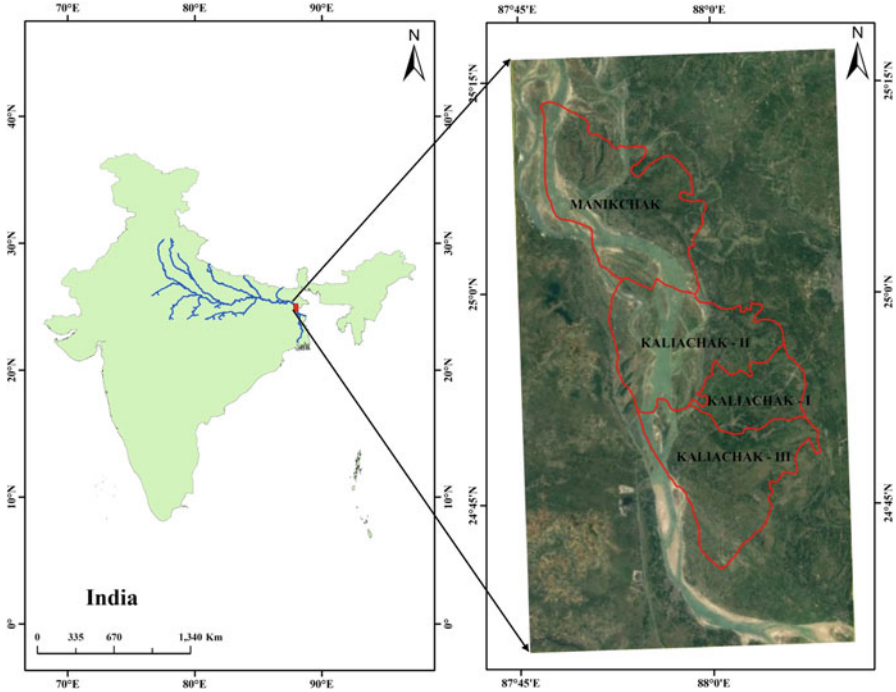 70°E 80°E 90°E
N
40°N
30°N
20°N
10°N
0°
40°N
30°N
20°N
10°N
0°
India
0 335 670 1,340 Km
70°E 80°E 90°E
87°45'E 88°0'E
N
25°15'N
25°0'N
24°45'N
25°15'N
25°0'N
24°45'N
MANIKCHAK
KALIACHAK - II
KALIACHAK - I
KALIACHAK - III
87°45'E 88°0'E